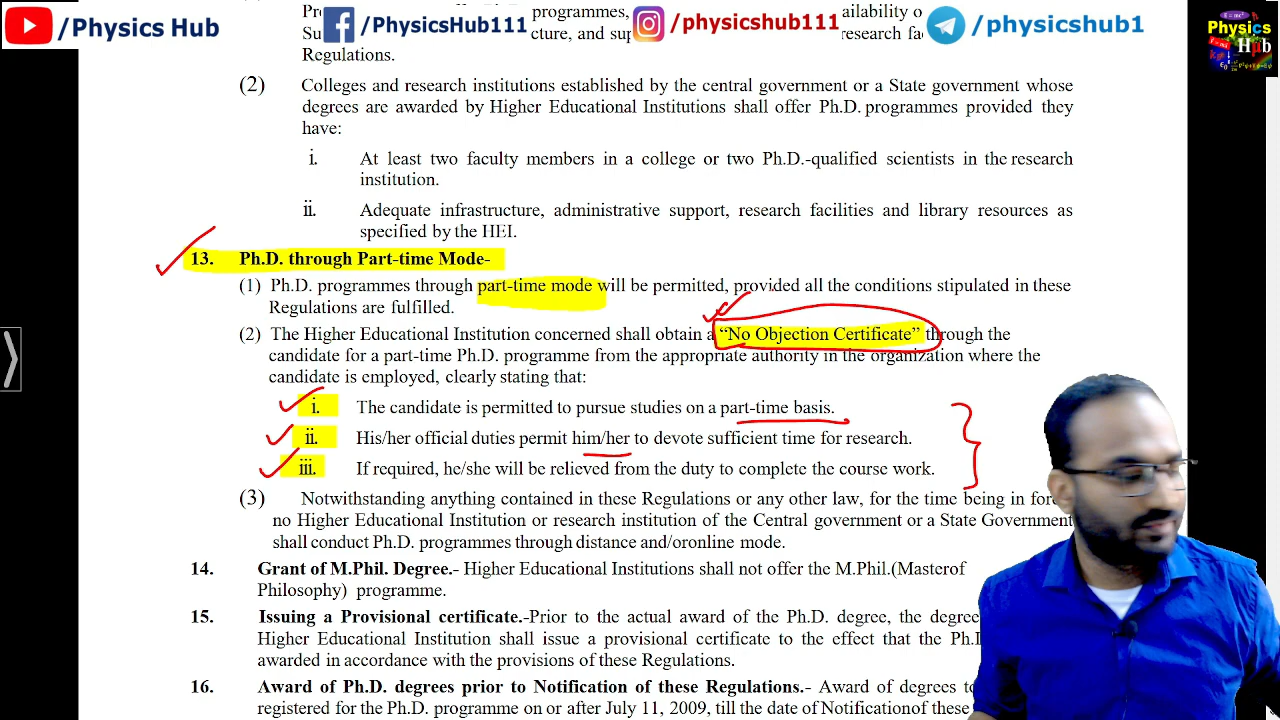 /Physics Hub
/PhysicsHub111
/physicshub111
/physicshub1
Physics
Hub
programmes,
cture, and
Regulations.
(2) Colleges and research institutions established by the central government or a State government whose
degrees are awarded by Higher Educational Institutions shall offer Ph.D. programmes provided they
have:
i. At least two faculty members in a college or two Ph.D.-qualified scientists in the research
institution.
ii. Adequate infrastructure, administrative support, research facilities and library resources as
specified by the HEI.
13. Ph.D. through Part-time Mode-
(1) Ph.D. programmes through part-time mode will be permitted, provided all the conditions stipulated in these
Regulations are fulfilled.
(2) The Higher Educational Institution concerned shall obtain a “No Objection Certificate” through the
candidate for a part-time Ph.D. programme from the appropriate authority in the organization where the
candidate is employed, clearly stating that:
i. The candidate is permitted to pursue studies on a part-time basis.
ii. His/her official duties permit him/her to devote sufficient time for research.
iii. If required, he/she will be relieved from the duty to complete the course work.
(3) Notwithstanding anything contained in these Regulations or any other law, for the time being in for
no Higher Educational Institution or research institution of the Central government or a State Government
shall conduct Ph.D. programmes through distance and/oronline mode.
14. Grant of M.Phil. Degree.- Higher Educational Institutions shall not offer the M.Phil.(Masterof
Philosophy) programme.
15. Issuing a Provisional certificate.-Prior to the actual award of the Ph.D. degree, the degree
Higher Educational Institution shall issue a provisional certificate to the effect that the Ph.
awarded in accordance with the provisions of these Regulations.
16. Award of Ph.D. degrees prior to Notification of these Regulations.- Award of degrees to
registered for the Ph.D. programme on or after July 11, 2009, till the date of Notificationof these